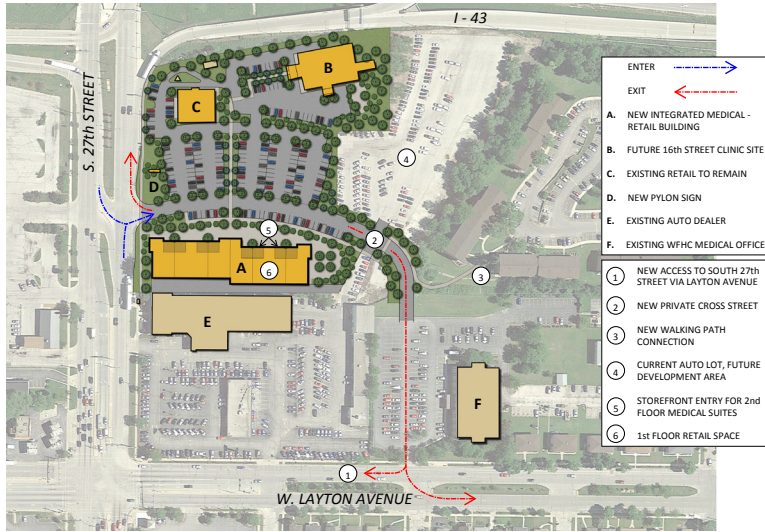 I - 43
S. 27th STREET
B
C
4
D
5
2
A
6
3
E
F
1
W. LAYTON AVENUE
ENTER
EXIT
A. NEW INTEGRATED MEDICAL -
RETAIL BUILDING
B. FUTURE 16th STREET CLINIC SITE
C. EXISTING RETAIL TO REMAIN
D. NEW PYLON SIGN
E. EXISTING AUTO DEALER
F. EXISTING WFHC MEDICAL OFFICE
1 NEW ACCESS TO SOUTH 27th
STREET VIA LAYTON AVENUE
2 NEW PRIVATE CROSS STREET
3 NEW WALKING PATH
CONNECTION
4 CURRENT AUTO LOT, FUTURE
DEVELOPMENT AREA
5 STOREFRONT ENTRY FOR 2nd
FLOOR MEDICAL SUITES
6 1st FLOOR RETAIL SPACE